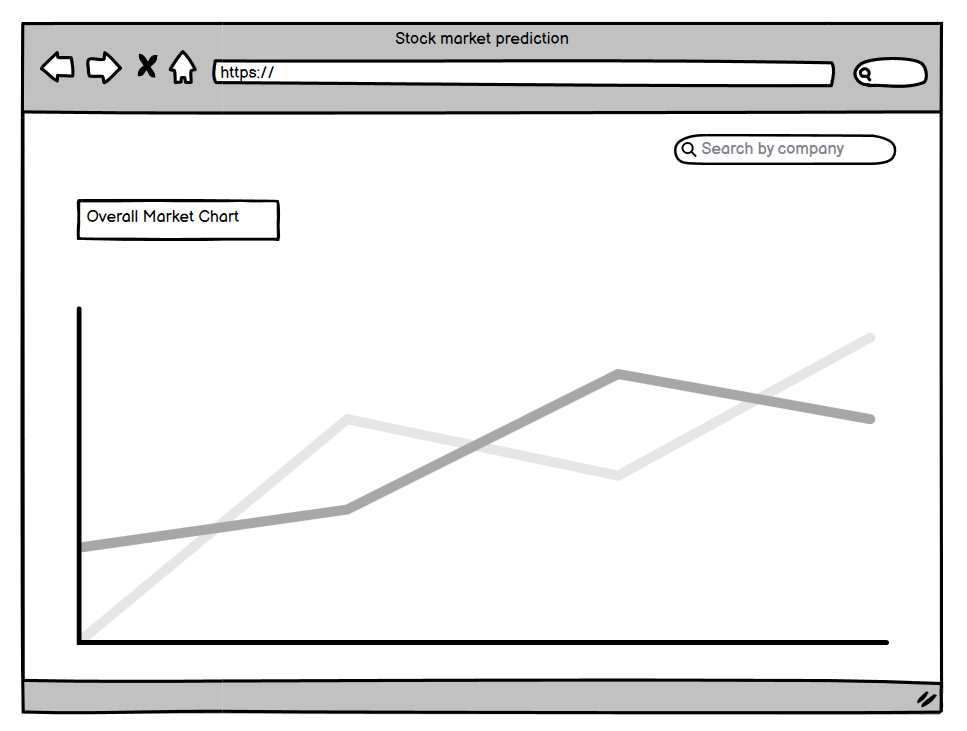 Stock market prediction
https://
Search by company
Overall Market Chart